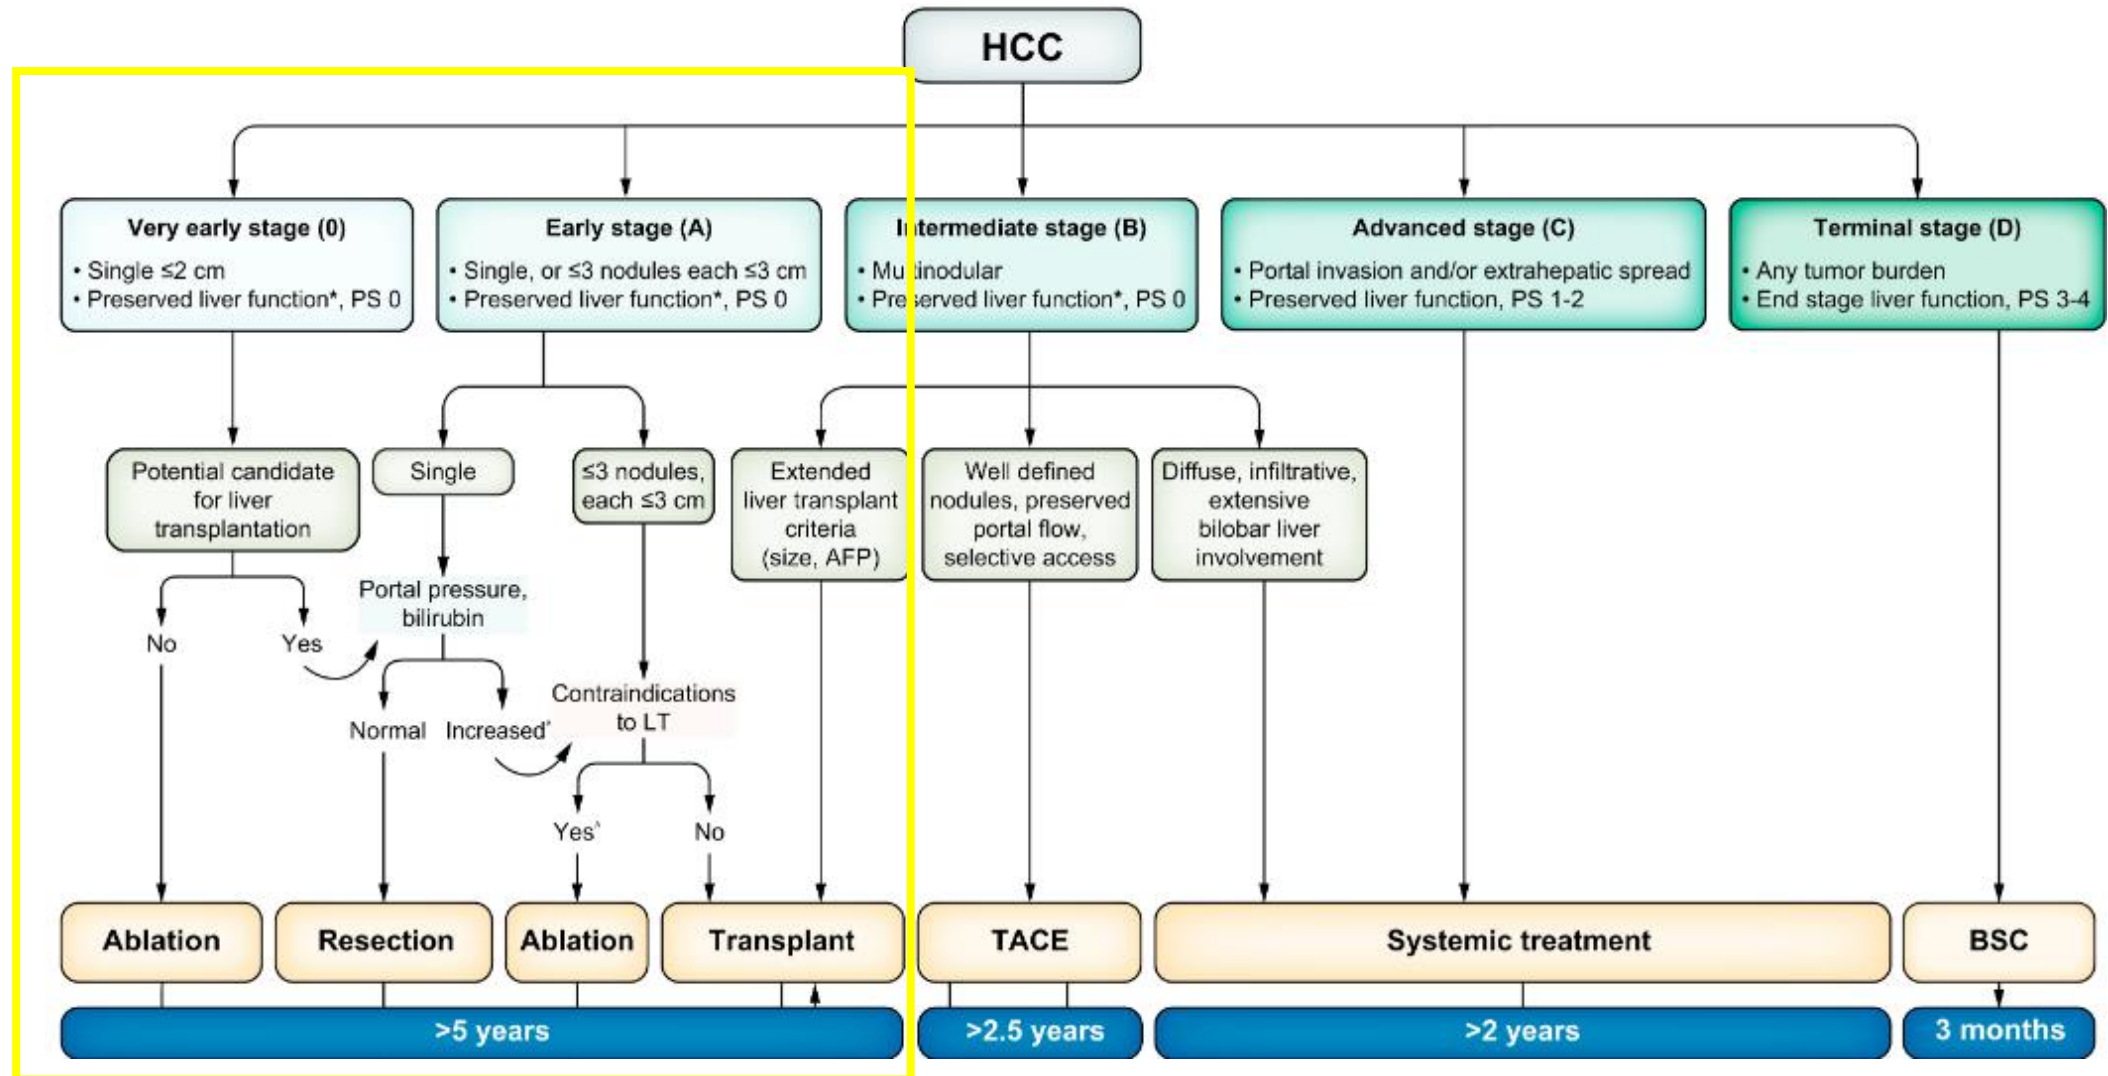 HCC
Very early stage (0)
• Single ≤2 cm
• Preserved liver function*, PS 0
Early stage (A)
• Single, or ≤3 nodules each ≤3 cm
• Preserved liver function*, PS 0
Intermediate stage (B)
• Multinodular
• Preserved liver function*, PS 0
Advanced stage (C)
• Portal invasion and/or extrahepatic spread
• Preserved liver function, PS 1-2
Terminal stage (D)
• Any tumor burden
• End stage liver function, PS 3-4
Potential candidate
for liver
transplantation
Single
≤3 nodules,
each ≤3 cm
Extended
liver transplant
criteria
(size, AFP)
Well defined
nodules, preserved
portal flow,
selective access
Diffuse, infiltrative,
extensive
bilobar liver
involvement
No
Yes
Portal pressure,
bilirubin
Normal
Increased
Contraindications
to LT
Yes^
No
Ablation
Resection
Ablation
Transplant
TACE
Systemic treatment
BSC
>5 years
>2.5 years
>2 years
3 months